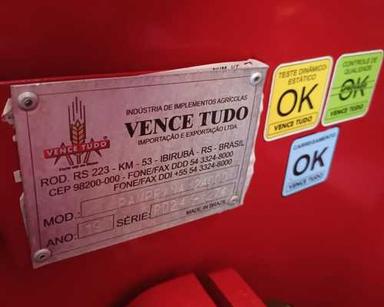 INDÚSTRIA DE IMPLEMENTOS AGRÍCOLAS
VENCE TUDO
IMPORTAÇÃO E EXPORTAÇÃO LTDA.
VENCE TUDO
ROD. RS 223 - KM - 53 - IBIRUBÁ - RS - BRASIL
CEP 98200-000 - FONE/FAX DDD 54 3324-8000
FONE/FAX DDI +55 54 3324-8000
MOD.:
ANO: SÉRIE:
MADE IN BRAZIL
TESTE DINÂMICO
ESTÁTICO
OK
VENCE TUDO
CONTROLE DE
QUALIDADE
OK
VENCE TUDO
CARREGAMENTO
OK
VENCE TUDO